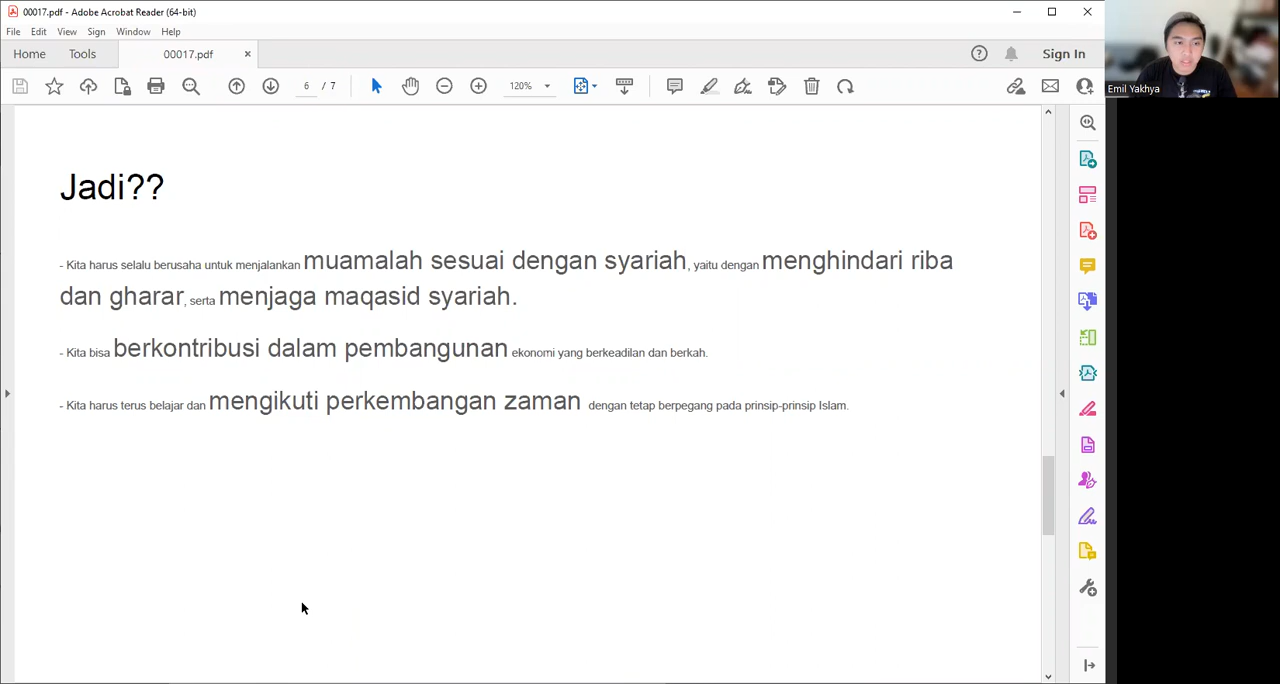 00017.pdf - Adobe Acrobat Reader (64-bit)
File Edit View Sign Window Help
Home Tools 00017.pdf × Sign In
6 / 7 120%
Emil Yakhya
Jadi??
- Kita harus selalu berusaha untuk menjalankan muamalah sesuai dengan syariah, yaitu dengan menghindari riba
dan gharar, serta menjaga maqasid syariah.
- Kita bisa berkontribusi dalam pembangunan ekonomi yang berkeadilan dan berkah.
- Kita harus terus belajar dan mengikuti perkembangan zaman dengan tetap berpegang pada prinsip-prinsip Islam.